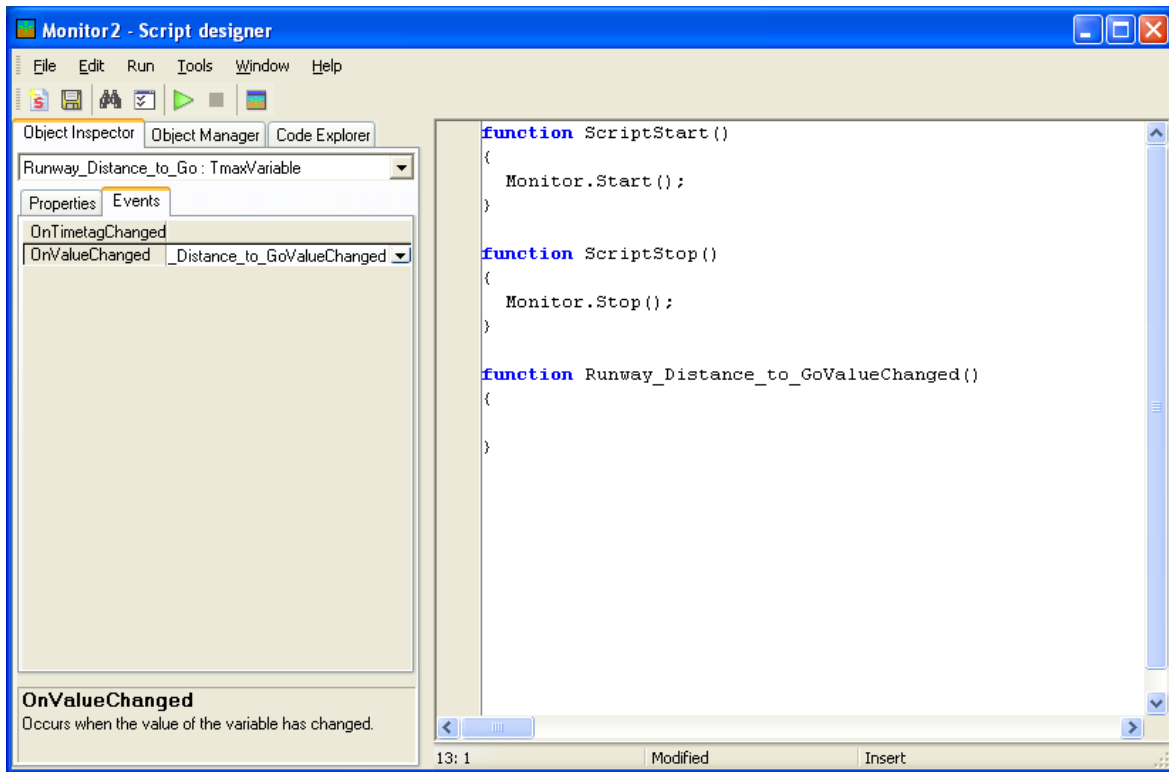 Monitor2 - Script designer
File Edit Run Tools Window Help
Object Inspector Object Manager Code Explorer
Runway_Distance_to_Go : TmaxVariable
Properties Events
OnTimetagChanged
OnValueChanged _Distance_to_GoValueChanged
OnValueChanged
Occurs when the value of the variable has changed.
function ScriptStart()
{
Monitor.Start();
}
function ScriptStop()
{
Monitor.Stop();
}
function Runway_Distance_to_GoValueChanged()
{
}
13: 1 Modified Insert